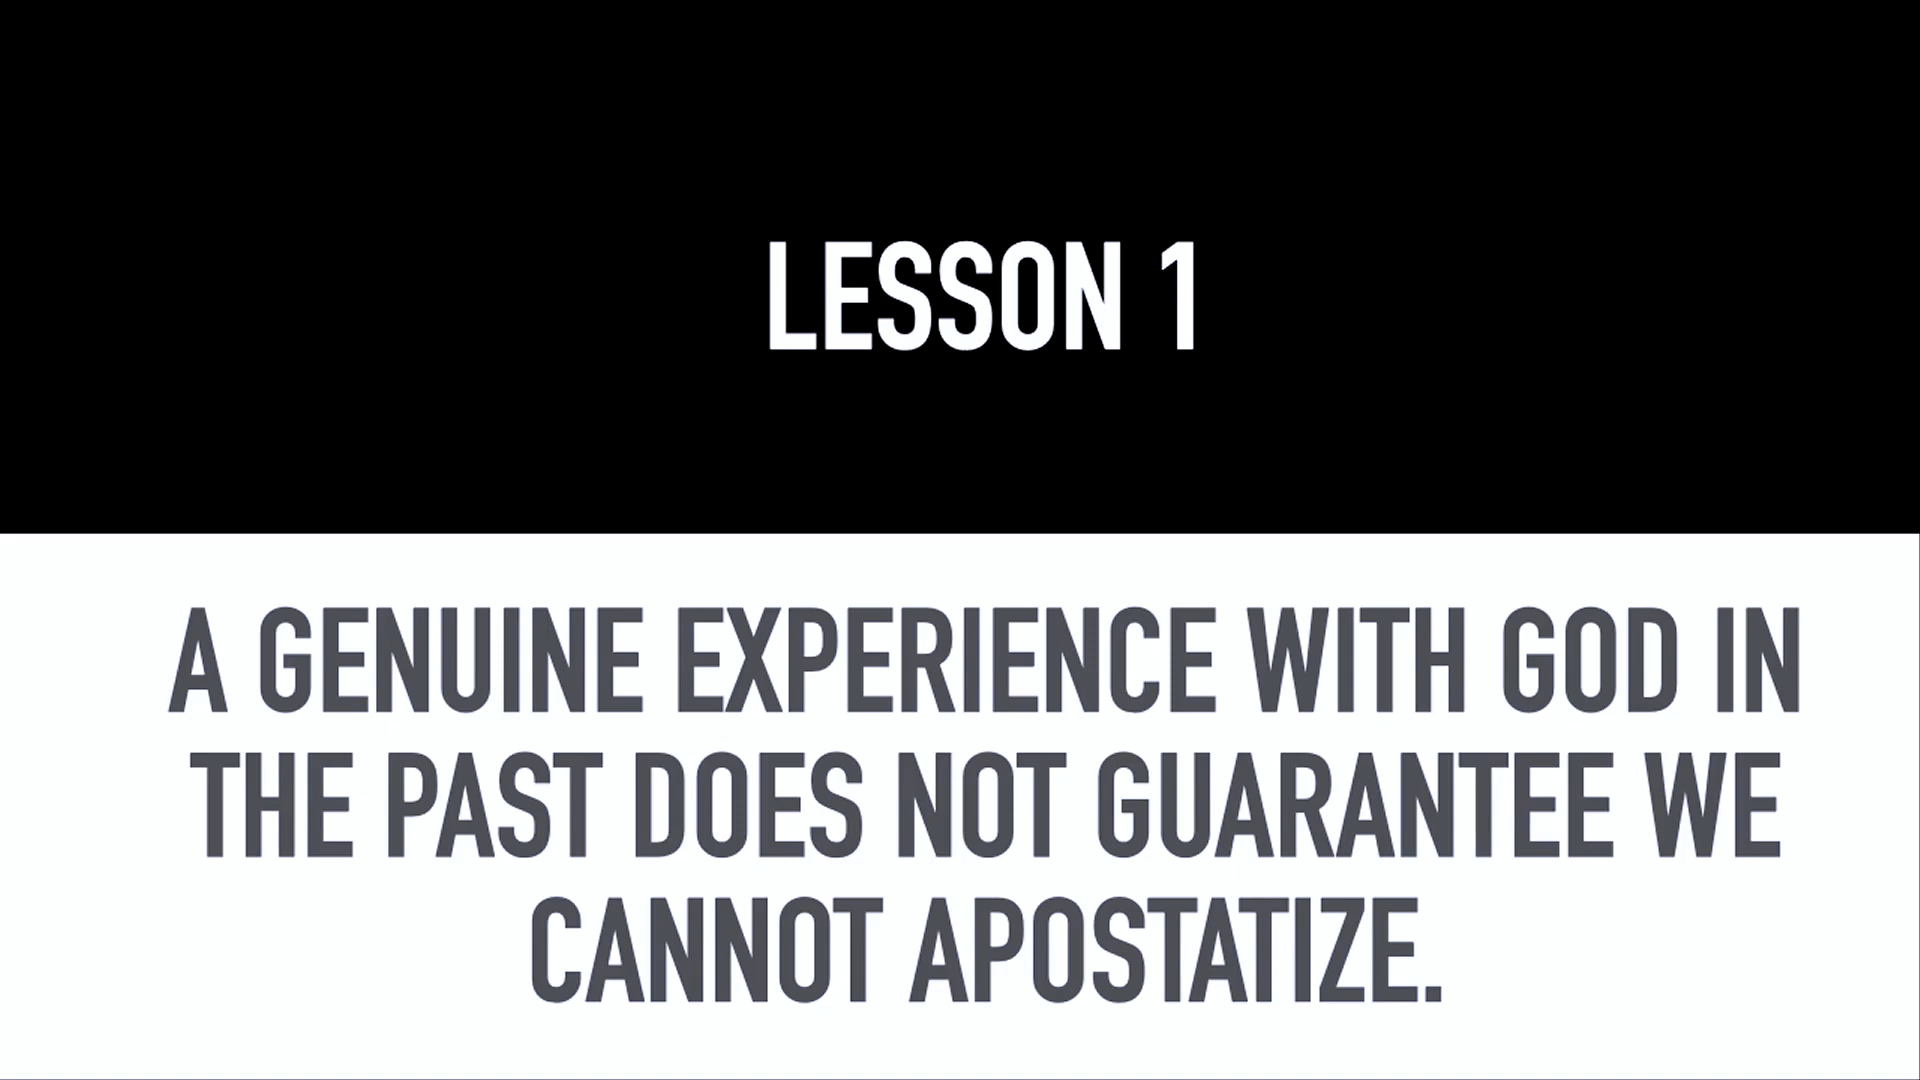 LESSON 1
A GENUINE EXPERIENCE WITH GOD IN
THE PAST DOES NOT GUARANTEE WE
CANNOT APOSTATIZE.